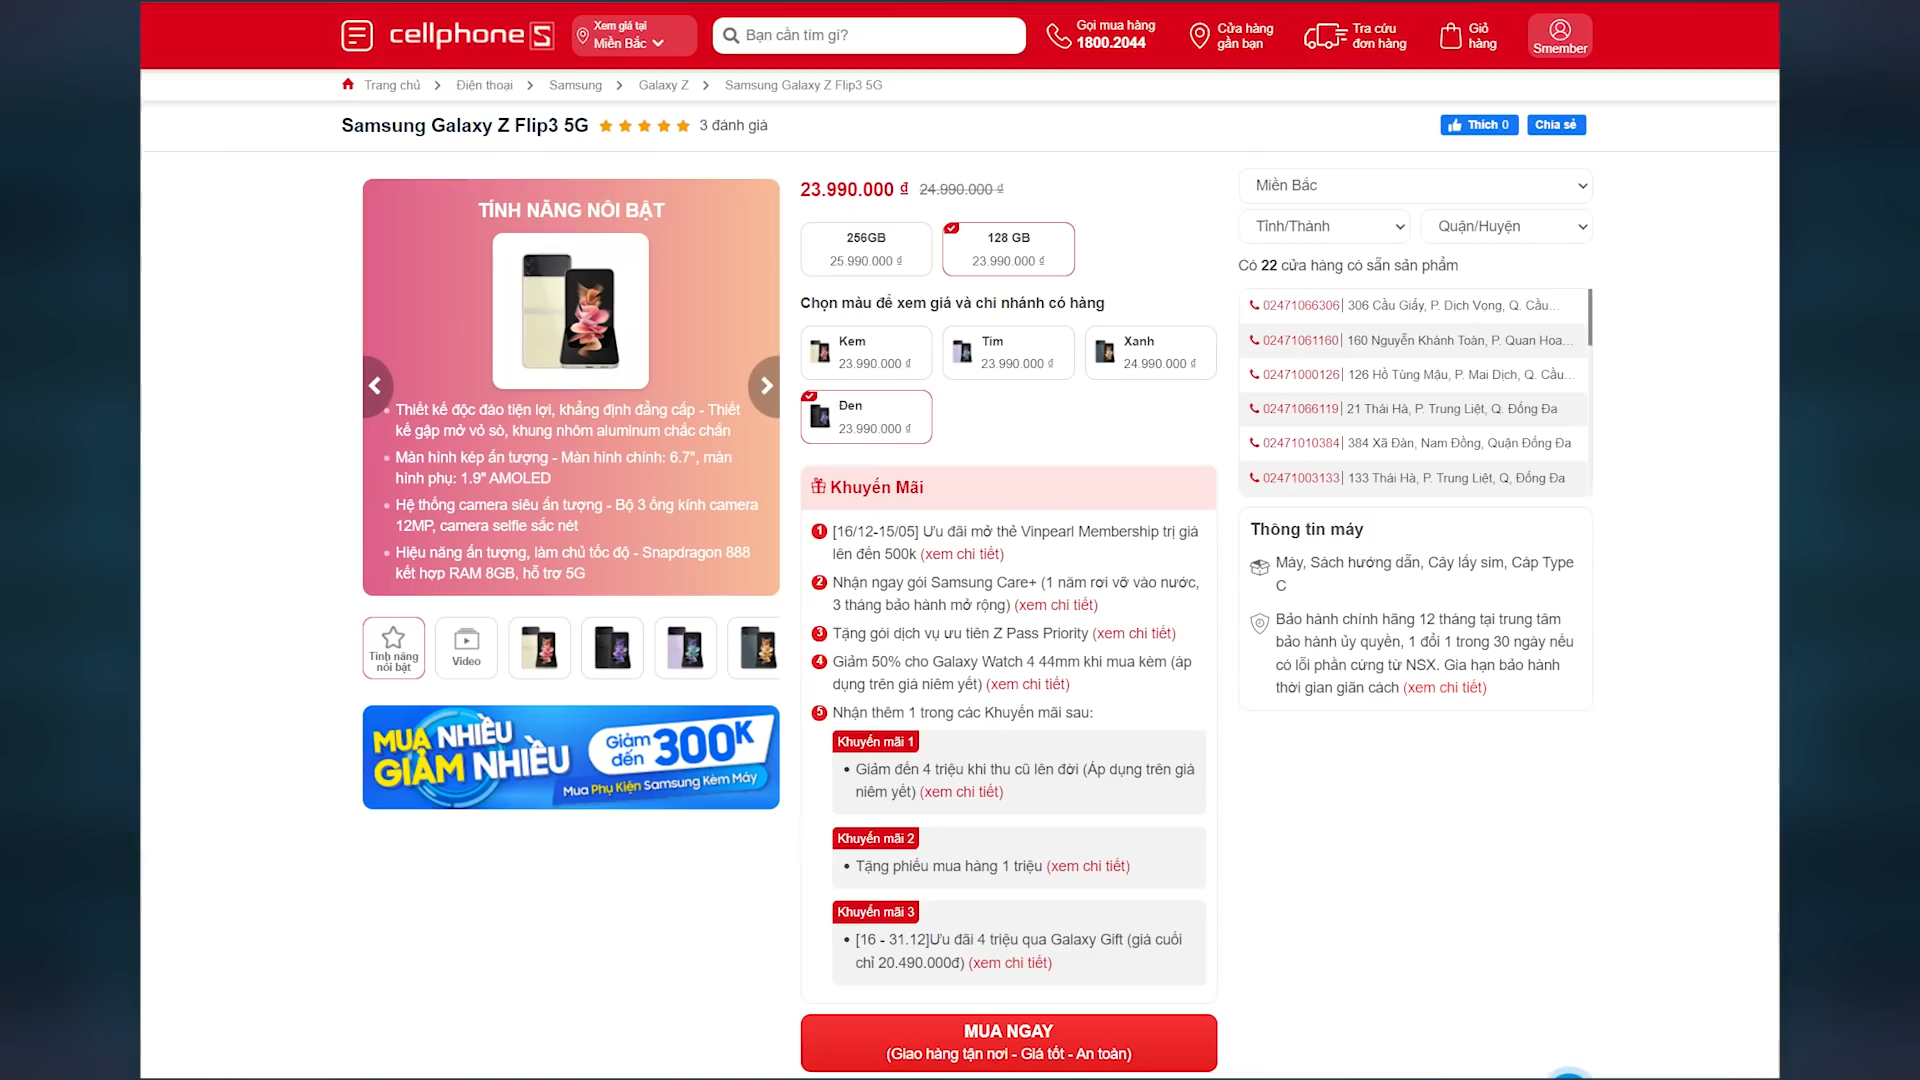 cellphoneS
Xem giá tại
Miền Bắc
Bạn cần tìm gì?
Gọi mua hàng
1800.2044
Cửa hàng
gần bạn
Tra cứu
đơn hàng
Giỏ
hàng
Smember
Trang chủ > Điện thoại > Samsung > Galaxy Z > Samsung Galaxy Z Flip3 5G
Samsung Galaxy Z Flip3 5G 3 đánh giá
Thích 0 Chia sẻ
TÍNH NĂNG NỔI BẬT
• Thiết kế độc đáo tiện lợi, khẳng định đẳng cấp - Thiết
kế gập mở vỏ sò, khung nhôm aluminum chắc chắn
• Màn hình kép ấn tượng - Màn hình chính: 6.7", màn
hình phụ: 1.9" AMOLED
• Hệ thống camera siêu ấn tượng - Bộ 3 ống kính camera
12MP, camera selfie sắc nét
• Hiệu năng ấn tượng, làm chủ tốc độ - Snapdragon 888
kết hợp RAM 8GB, hỗ trợ 5G
Tính năng
nổi bật
Video
MUA NHIỀU
GIẢM NHIỀU
Giảm
đến 300K
Mua Phụ Kiện Samsung Kèm Máy
23.990.000 ₫ 24.990.000 ₫
256GB
25.990.000 ₫
128 GB
23.990.000 ₫
Chọn màu để xem giá và chi nhánh có hàng
Kem
23.990.000 ₫
Tím
23.990.000 ₫
Xanh
24.990.000 ₫
Đen
23.990.000 ₫
Khuyến Mãi
1 [16/12-15/05] Ưu đãi mở thẻ Vinpearl Membership trị giá
lên đến 500k (xem chi tiết)
2 Nhận ngay gói Samsung Care+ (1 năm rơi vỡ vào nước,
3 tháng bảo hành mở rộng) (xem chi tiết)
3 Tặng gói dịch vụ ưu tiên Z Pass Priority (xem chi tiết)
4 Giảm 50% cho Galaxy Watch 4 44mm khi mua kèm (áp
dụng trên giá niêm yết) (xem chi tiết)
5 Nhận thêm 1 trong các Khuyến mãi sau:
Khuyến mãi 1
• Giảm đến 4 triệu khi thu cũ lên đời (Áp dụng trên giá
niêm yết) (xem chi tiết)
Khuyến mãi 2
• Tặng phiếu mua hàng 1 triệu (xem chi tiết)
Khuyến mãi 3
• [16 - 31.12]Ưu đãi 4 triệu qua Galaxy Gift (giá cuối
chỉ 20.490.000đ) (xem chi tiết)
MUA NGAY
(Giao hàng tận nơi - Giá tốt - An toàn)
Miền Bắc
Tỉnh/Thành
Quận/Huyện
Có 22 cửa hàng có sẵn sản phẩm
02471066306| 306 Cầu Giấy, P. Dịch Vọng, Q. Cầu...
02471061160| 160 Nguyễn Khánh Toàn, P. Quan Hoa...
02471000126| 126 Hồ Tùng Mậu, P. Mai Dịch, Q. Cầu...
02471066119| 21 Thái Hà, P. Trung Liệt, Q. Đống Đa
02471010384| 384 Xã Đàn, Nam Đồng, Quận Đống Đa
02471003133| 133 Thái Hà, P. Trung Liệt, Q, Đống Đa
Thông tin máy
Máy, Sách hướng dẫn, Cây lấy sim, Cáp Type
C
Bảo hành chính hãng 12 tháng tại trung tâm
bảo hành ủy quyền, 1 đổi 1 trong 30 ngày nếu
có lỗi phần cứng từ NSX. Gia hạn bảo hành
thời gian giãn cách (xem chi tiết)